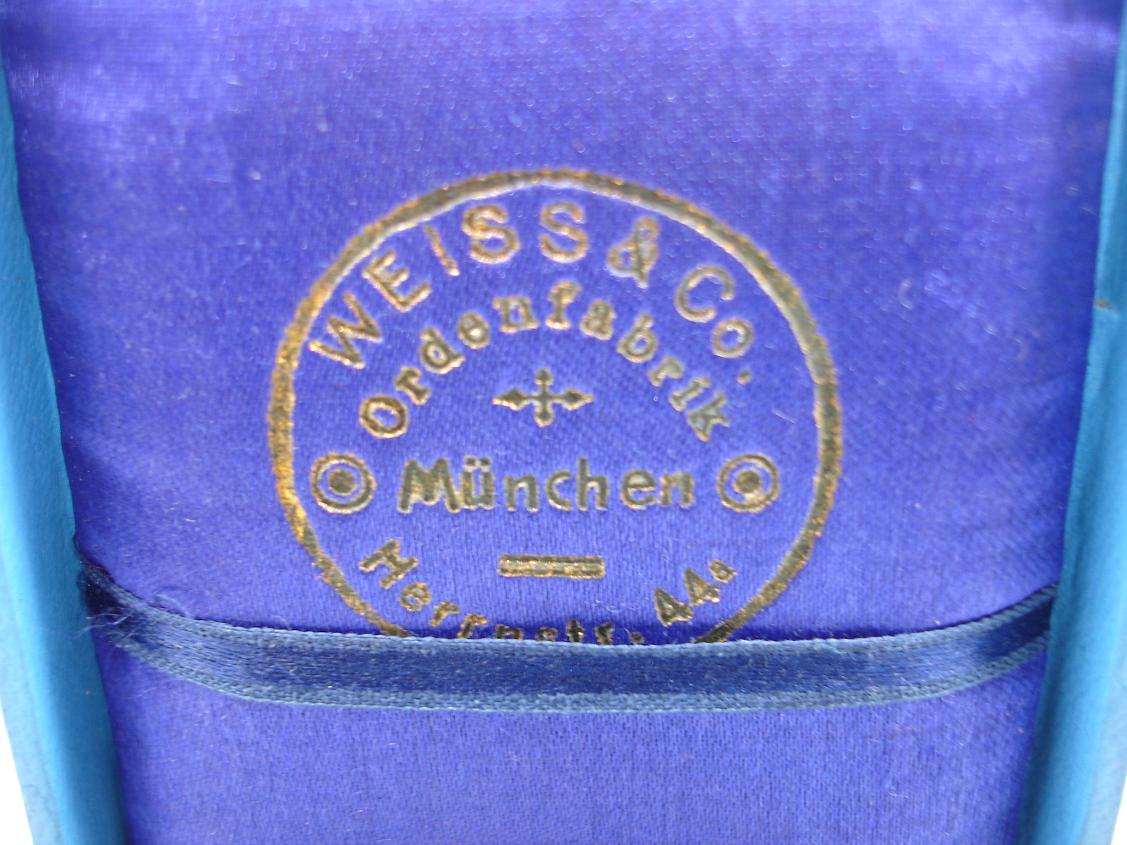 WEISS & Co.
Ordenfabrik
München
Herrnstr. 44a